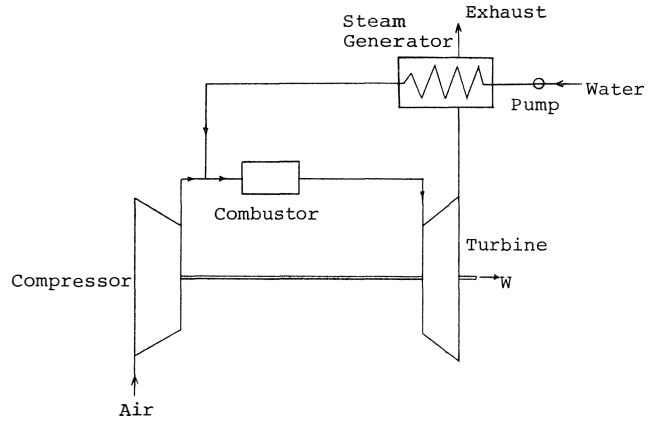 Exhaust
Steam
Generator
Water
Pump
Combustor
Turbine
Compressor
W
Air